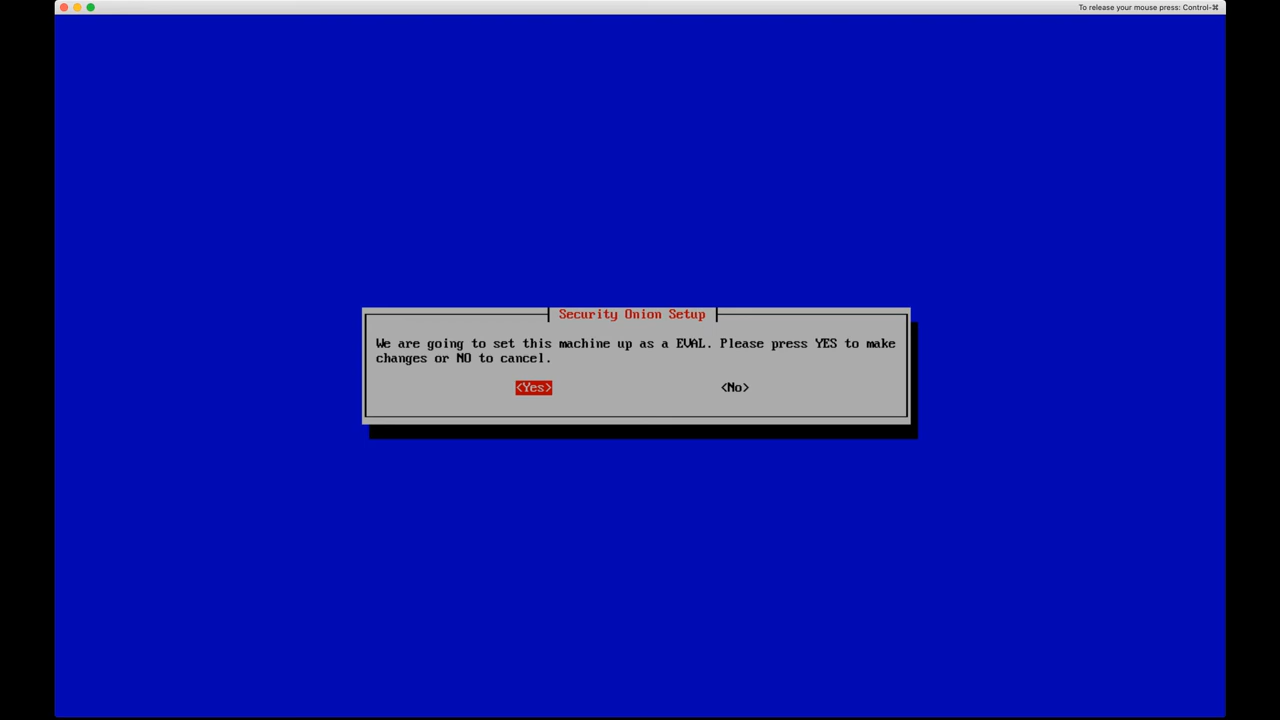 To release your mouse press: Control-⌘
Security Onion Setup
We are going to set this machine up as a EVAL. Please press YES to make
changes or NO to cancel.
<Yes> <No>